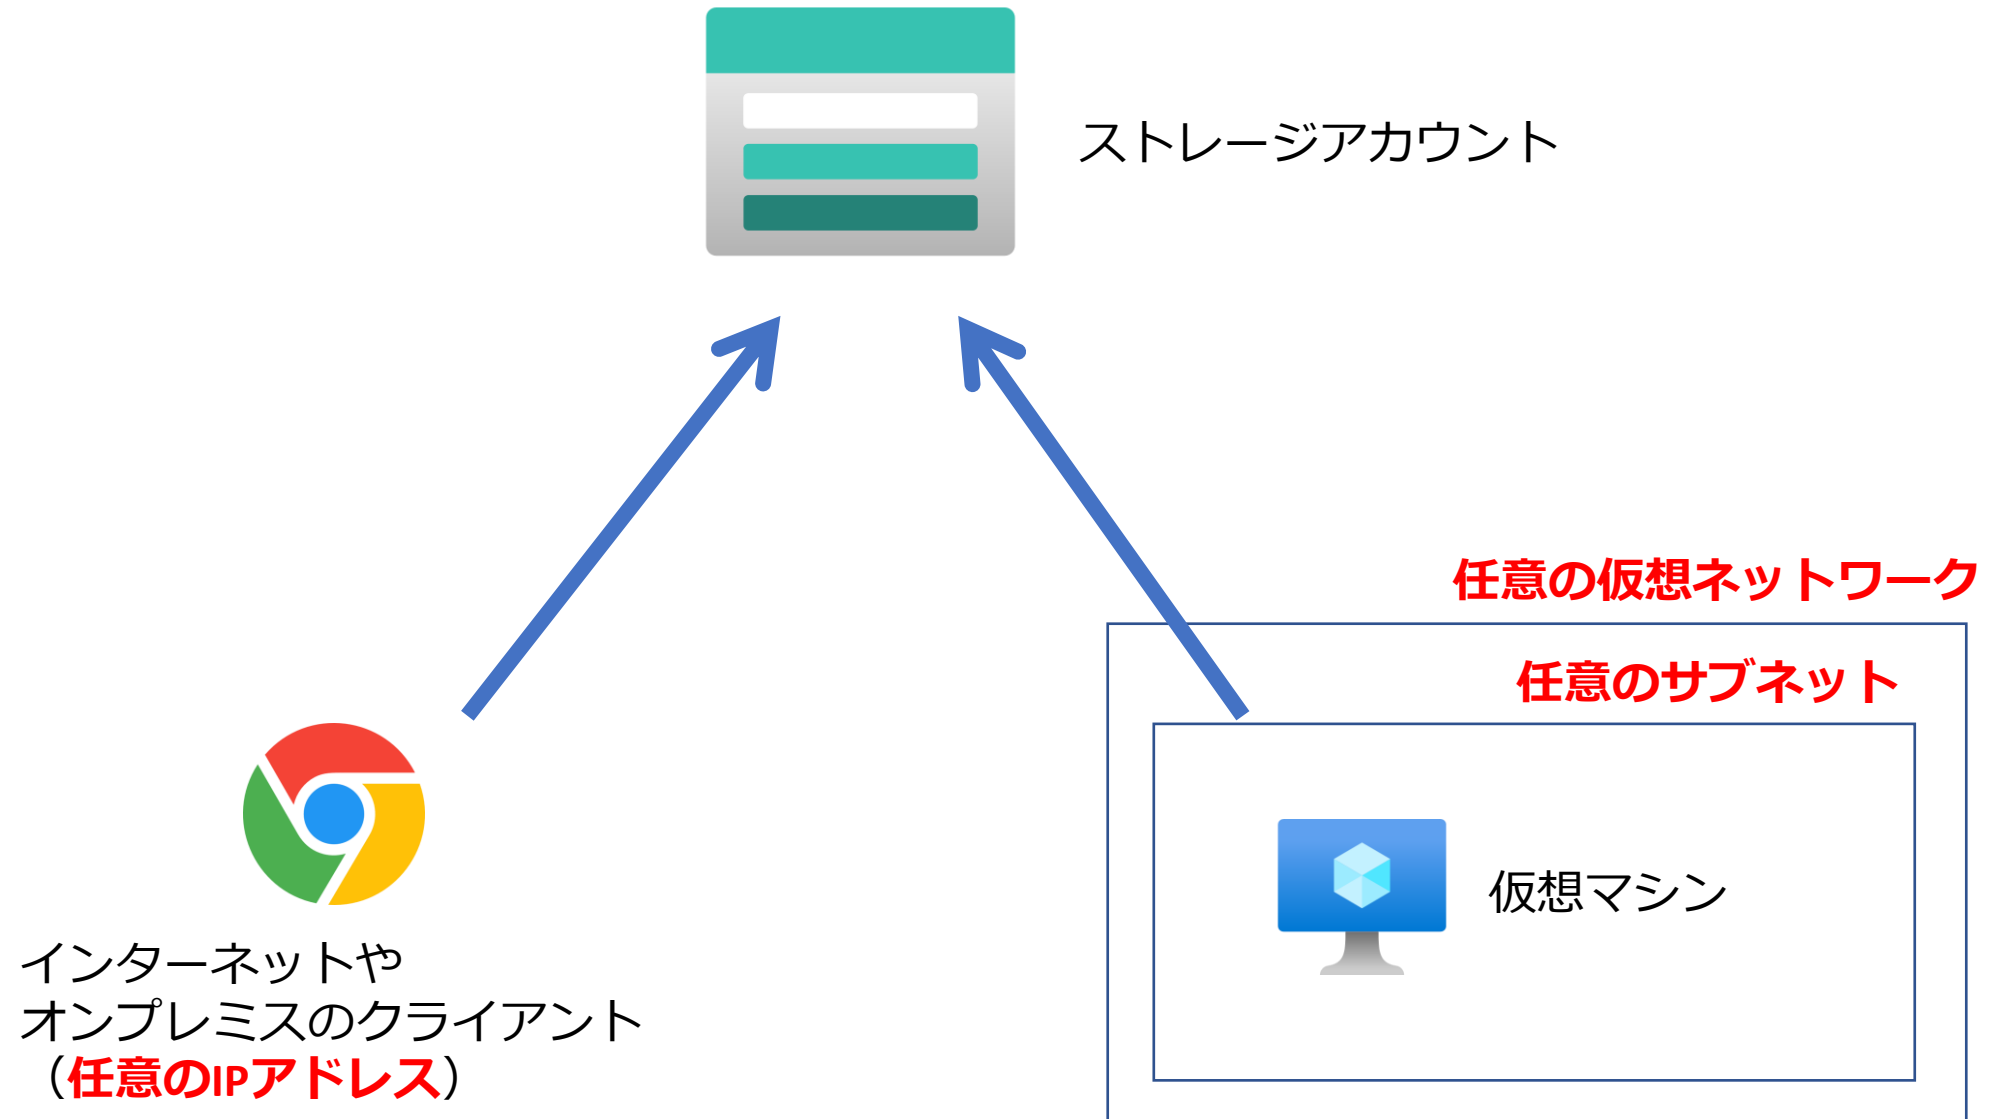 ストレージアカウント
任意の仮想ネットワーク
任意のサブネット
仮想マシン
インターネットや
オンプレミスのクライアント
（任意のIPアドレス）